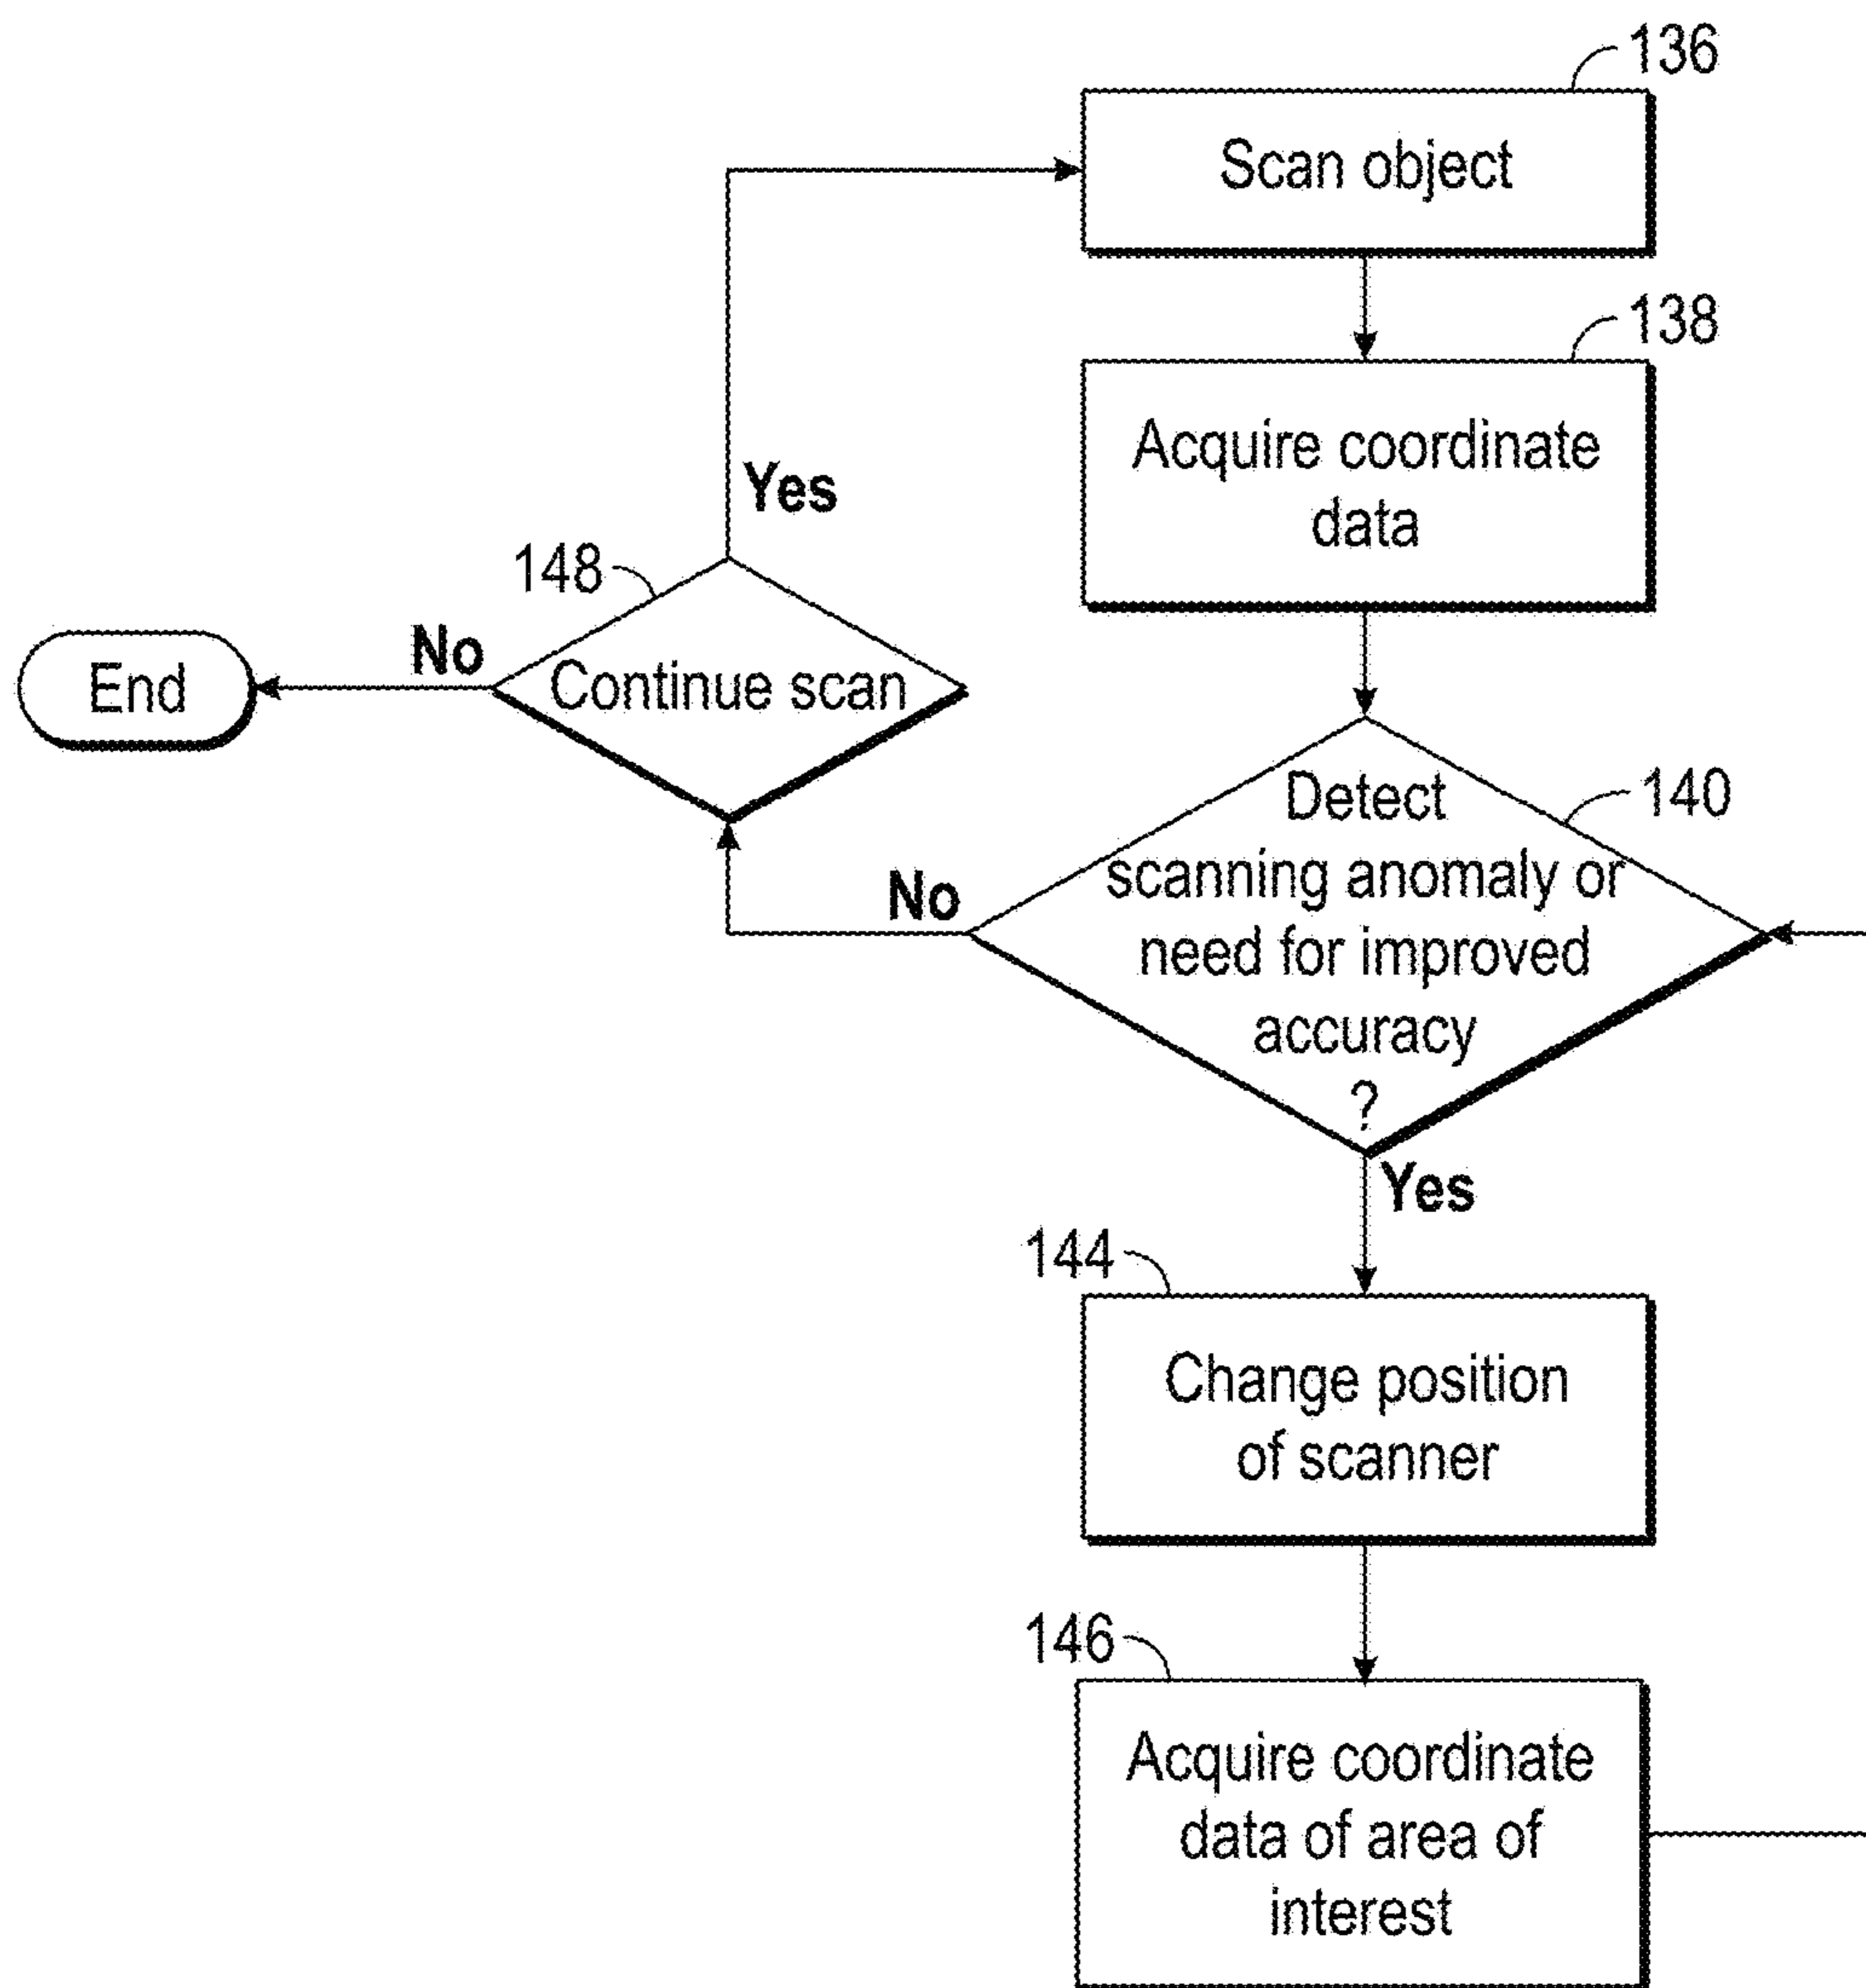 136
Scan object
138
Acquire coordinate
data
Yes
148
No
Continue scan
End
140
Detect
scanning anomaly or
need for improved
accuracy
?
No
Yes
144
Change position
of scanner
146
Acquire coordinate
data of area of
interest